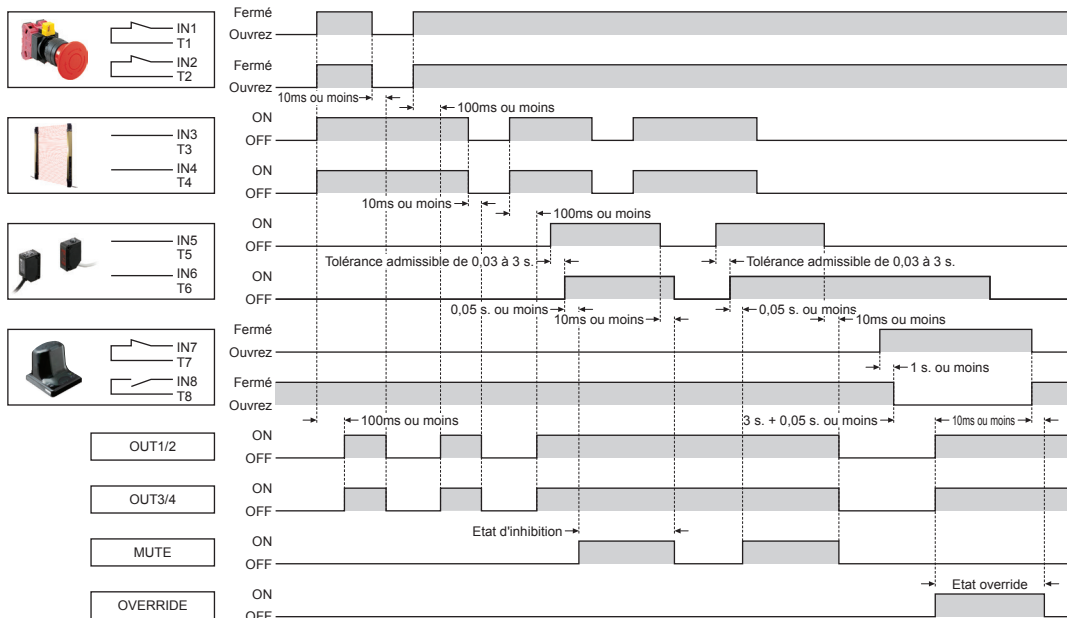 IN1
T1
IN2
T2
Fermé
Ouvrez
Fermé
Ouvrez
10ms ou moins
100ms ou moins
IN3
T3
IN4
T4
ON
OFF
ON
OFF
10ms ou moins
100ms ou moins
IN5
T5
IN6
T6
ON
OFF
Tolérance admissible de 0,03 à 3 s.
Tolérance admissible de 0,03 à 3 s.
ON
OFF
0,05 s. ou moins
10ms ou moins
0,05 s. ou moins
10ms ou moins
IN7
T7
IN8
T8
Fermé
Ouvrez
1 s. ou moins
Fermé
Ouvrez
100ms ou moins
3 s. + 0,05 s. ou moins
10ms ou moins
OUT1/2
ON
OFF
OUT3/4
ON
OFF
Etat d'inhibition
MUTE
ON
OFF
Etat override
OVERRIDE
ON
OFF